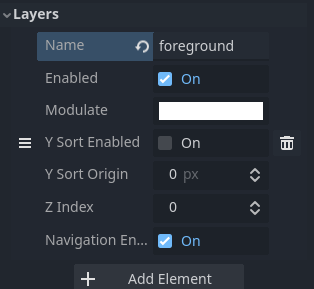 Layers
Name foreground
Enabled On
Modulate
Y Sort Enabled On
Y Sort Origin 0 px
Z Index 0
Navigation En... On
Add Element